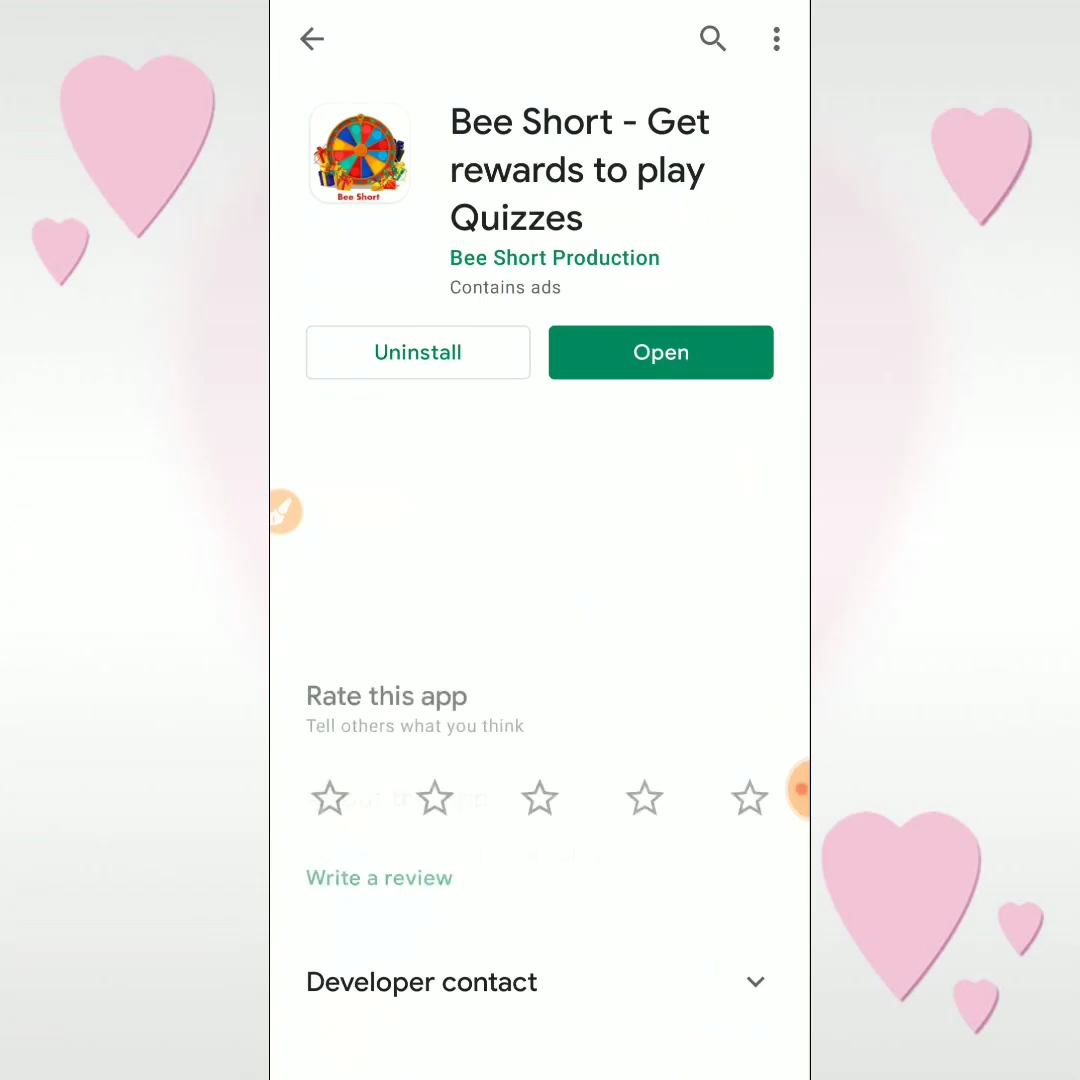 Bee Short - Get
rewards to play
Quizzes
Bee Short
Bee Short Production
Contains ads
Uninstall
Open
Rate this app
Tell others what you think
Write a review
Developer contact